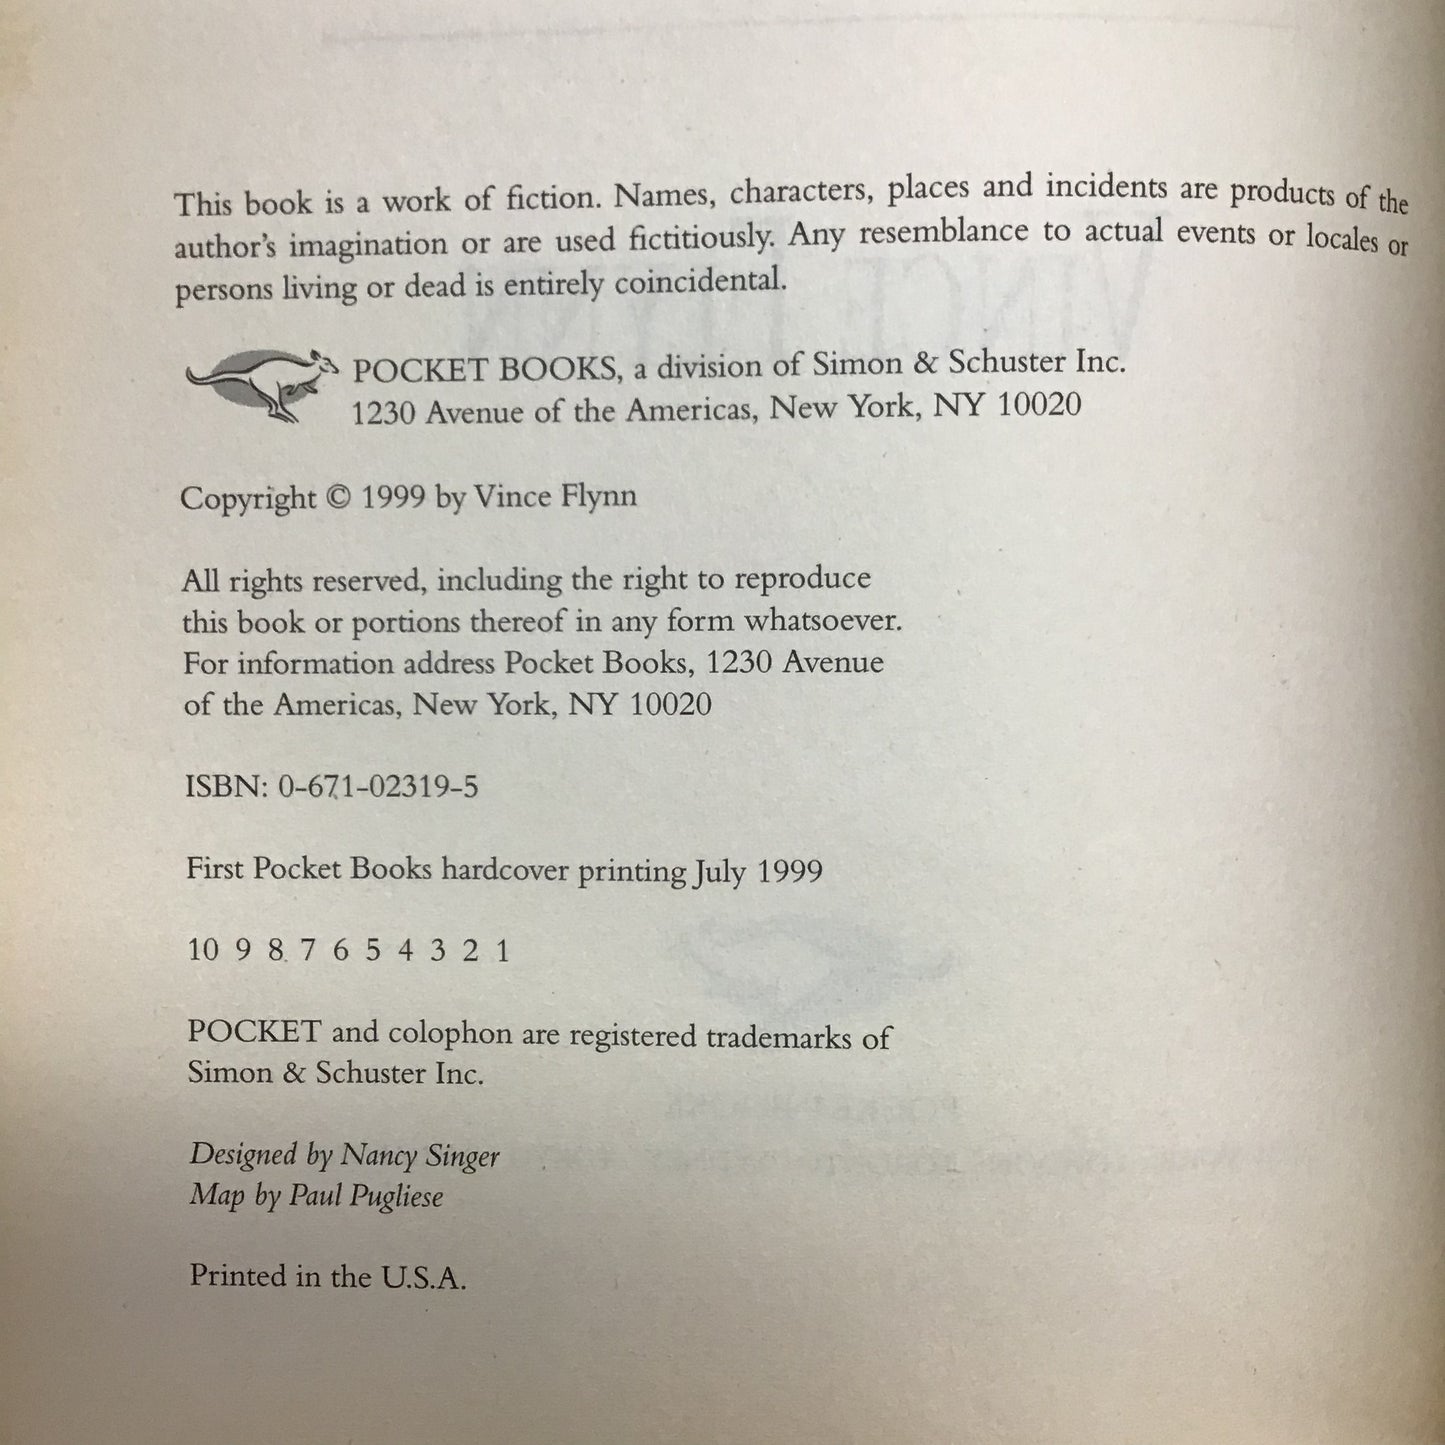 This book is a work of fiction. Names, characters, places and incidents are products of the
author's imagination or are used fictitiously. Any resemblance to actual events or locales or
persons living or dead is entirely coincidental.
POCKET BOOKS, a division of Simon & Schuster Inc.
1230 Avenue of the Americas, New York, NY 10020
Copyright © 1999 by Vince Flynn
All rights reserved, including the right to reproduce
this book or portions thereof in any form whatsoever.
For information address Pocket Books, 1230 Avenue
of the Americas, New York, NY 10020
ISBN: 0-671-02319-5
First Pocket Books hardcover printing July 1999
10 9 8 7 6 5 4 3 2 1
POCKET and colophon are registered trademarks of
Simon & Schuster Inc.
Designed by Nancy Singer
Map by Paul Pugliese
Printed in the U.S.A.